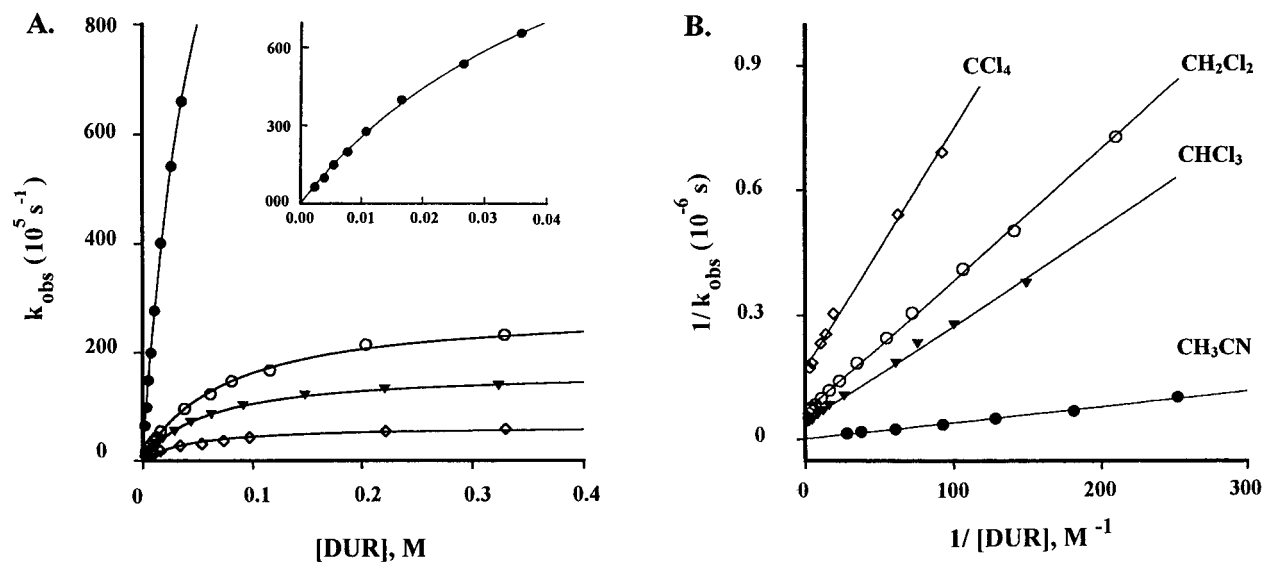 A.
800
600
400
200
0
k_obs (10^5 s^-1)
0
0.1
0.2
0.3
0.4
[DUR], M
600
300
000
0.00
0.01
0.02
0.03
0.04
B.
0.9
0.6
0.3
0
1/ k_obs (10^-6 s)
CCl4
CH2Cl2
CHCl3
CH3CN
0
100
200
300
1/ [DUR], M^-1